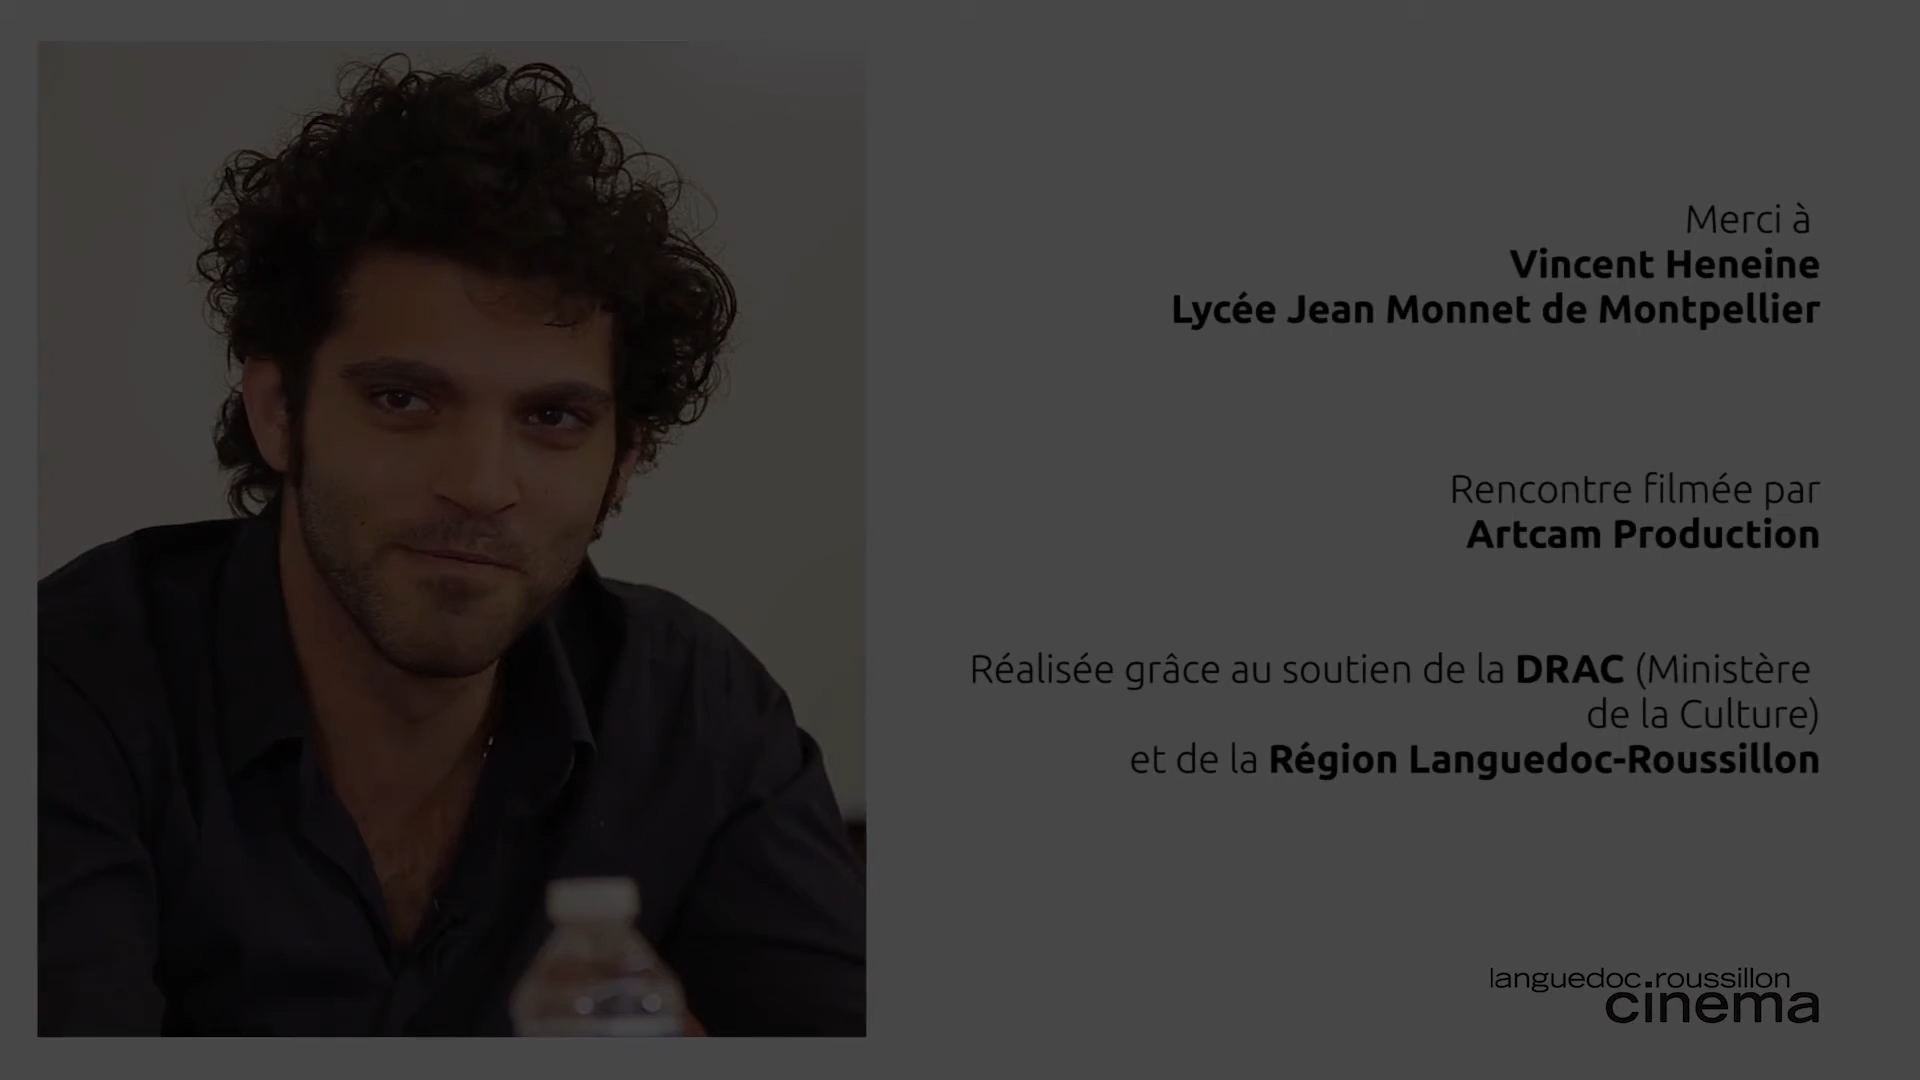 Merci à
Vincent Heneine
Lycée Jean Monnet de Montpellier
Rencontre filmée par
Artcam Production
Réalisée grâce au soutien de la DRAC (Ministère
de la Culture)
et de la Région Languedoc-Roussillon
languedoc.roussillon
cinema